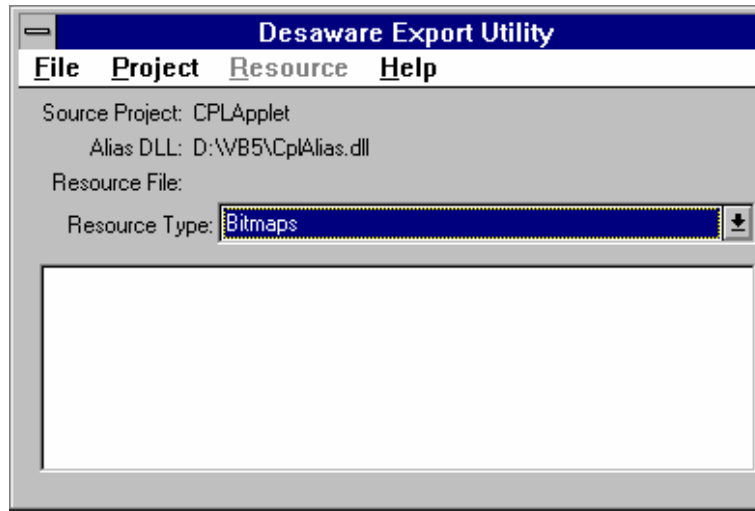 Desaware Export Utility
File Project Resource Help
Source Project: CPLApplet
Alias DLL: D:\VB5\CplAlias.dll
Resource File:
Resource Type: Bitmaps